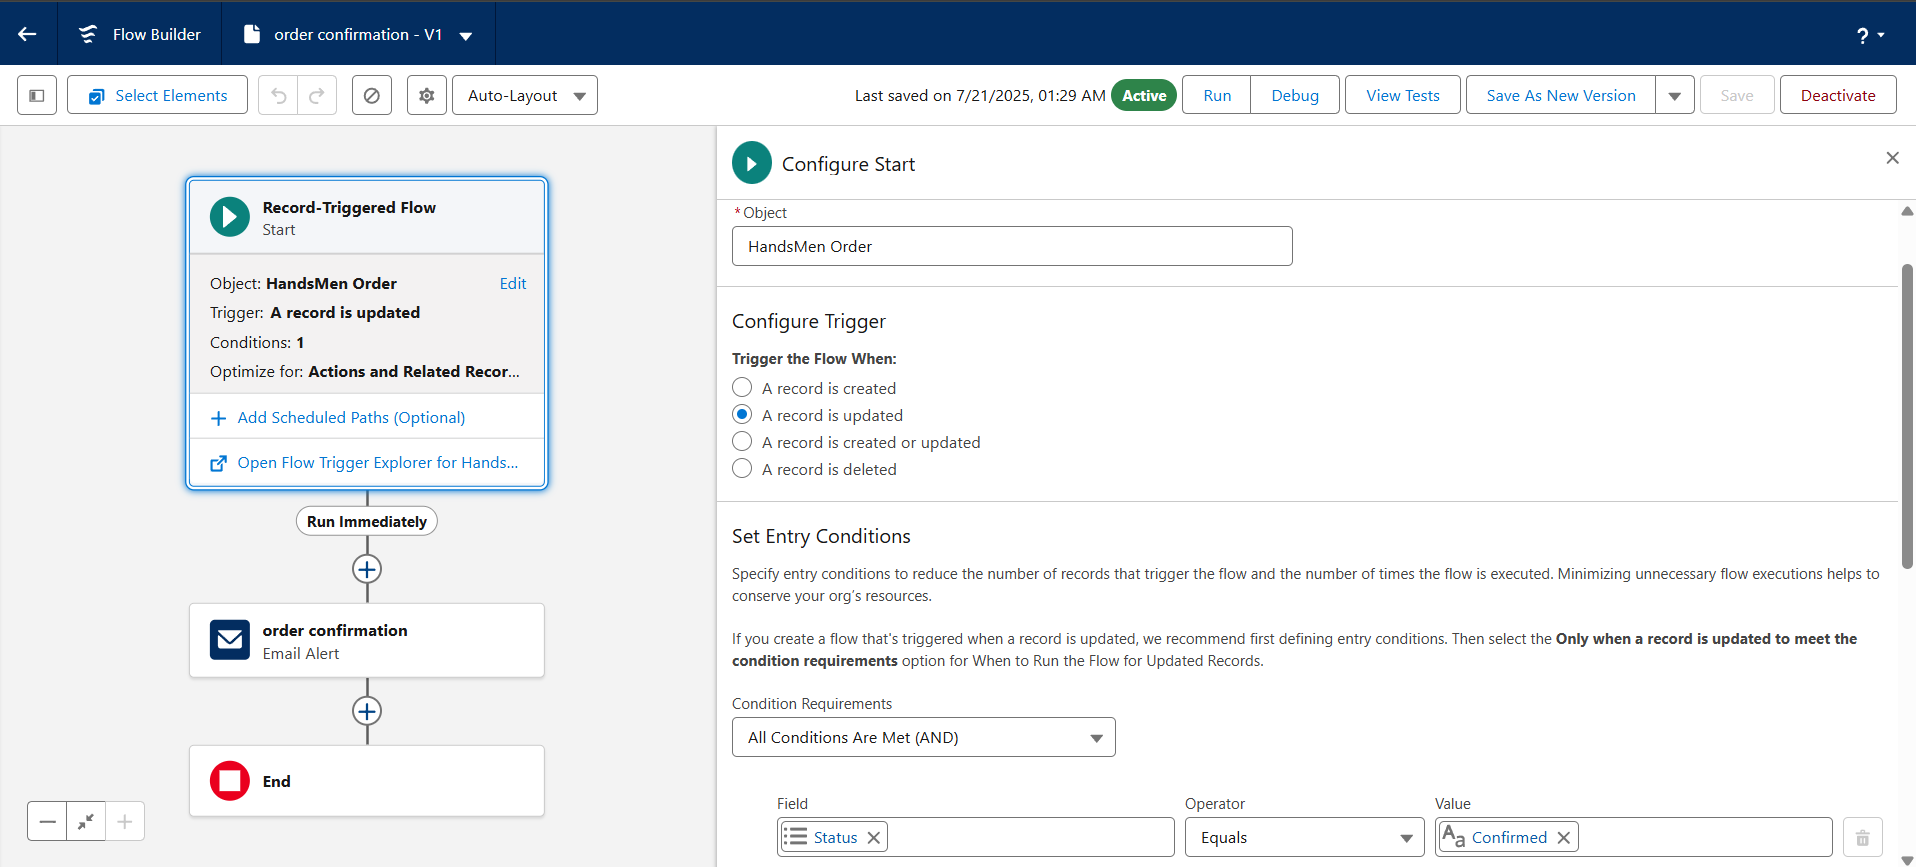 Flow Builder
order confirmation - V1
?
Select Elements
Auto-Layout
Last saved on 7/21/2025, 01:29 AM
Active
Run
Debug
View Tests
Save As New Version
Save
Deactivate
Record-Triggered Flow
Start
Object: HandsMen Order
Edit
Trigger: A record is updated
Conditions: 1
Optimize for: Actions and Related Recor...
Add Scheduled Paths (Optional)
Open Flow Trigger Explorer for Hands...
Run Immediately
order confirmation
Email Alert
End
Configure Start
* Object
HandsMen Order
Configure Trigger
Trigger the Flow When:
A record is created
A record is updated
A record is created or updated
A record is deleted
Set Entry Conditions
Specify entry conditions to reduce the number of records that trigger the flow and the number of times the flow is executed. Minimizing unnecessary flow executions helps to
conserve your org's resources.
If you create a flow that's triggered when a record is updated, we recommend first defining entry conditions. Then select the Only when a record is updated to meet the
condition requirements option for When to Run the Flow for Updated Records.
Condition Requirements
All Conditions Are Met (AND)
Field
Operator
Value
Status
Equals
Aa Confirmed